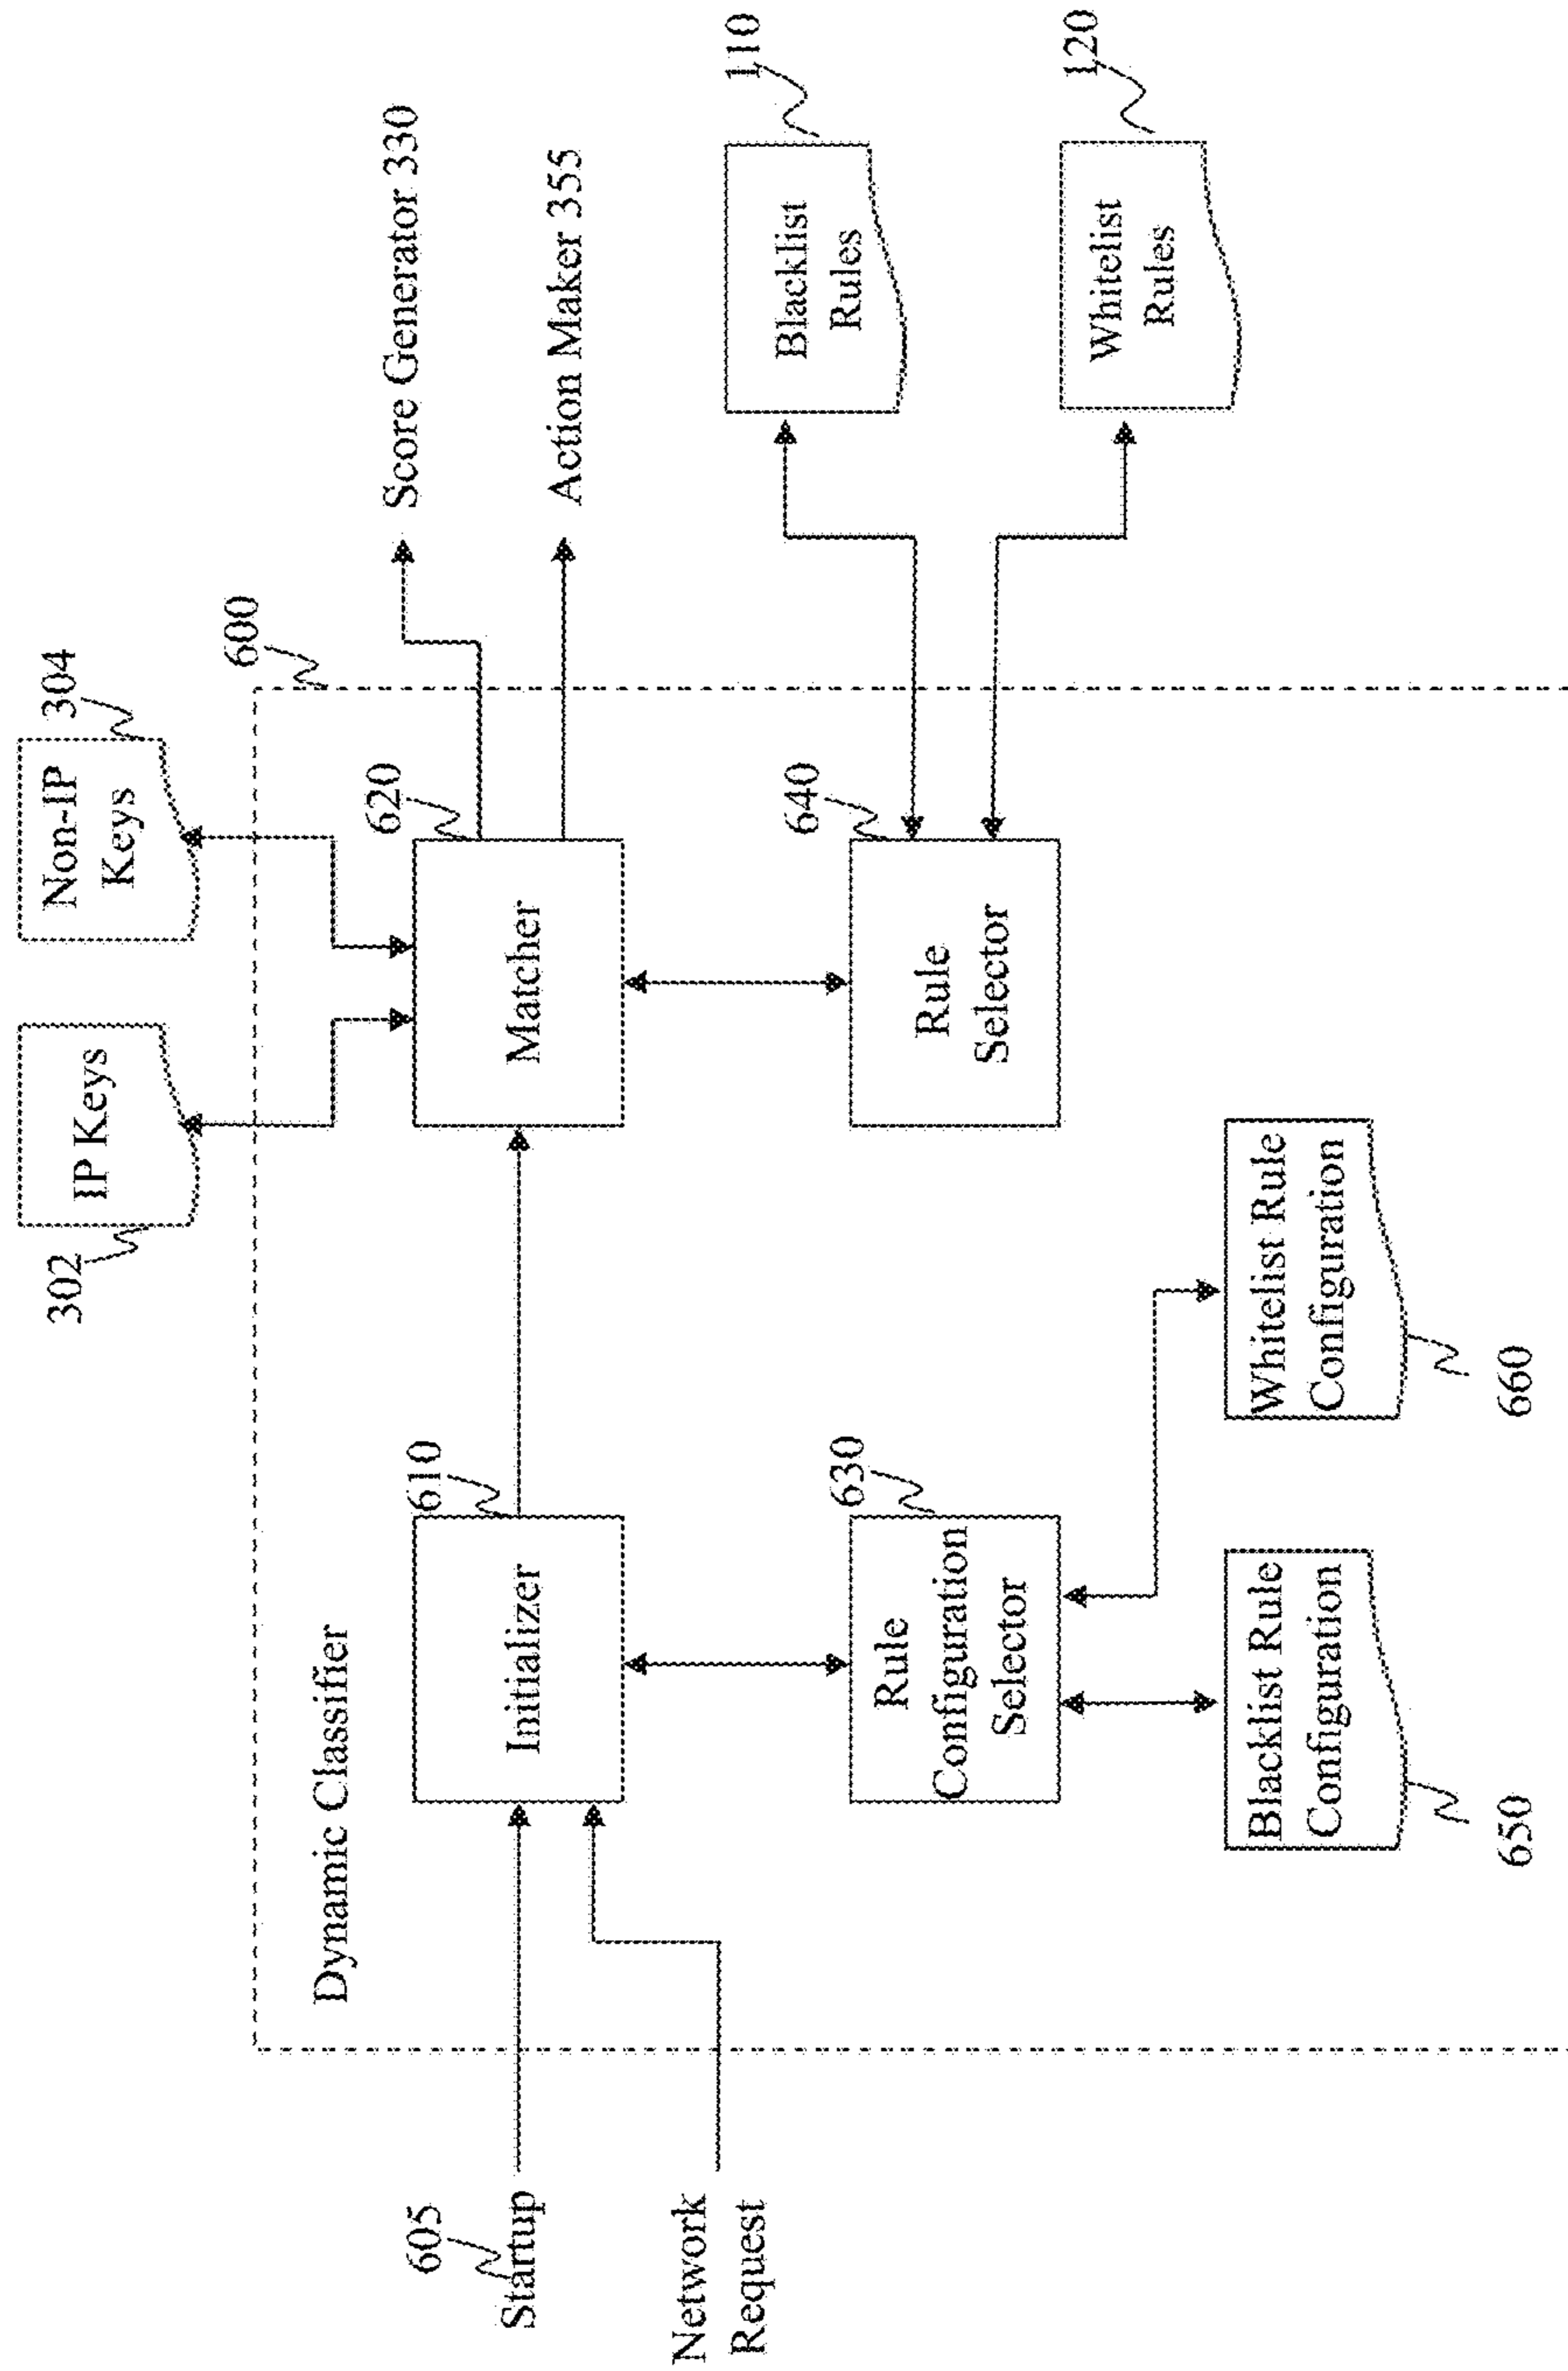 302
IP Keys
Non-IP
Keys
304
600
Dynamic Classifier
605
Startup
Network
Request
610
Initializer
620
Matcher
Score Generator 330
Action Maker 355
630
Rule
Configuration
Selector
640
Rule
Selector
Blacklist
Rules
110
Whitelist
Rules
120
Blacklist Rule
Configuration
650
Whitelist Rule
Configuration
660